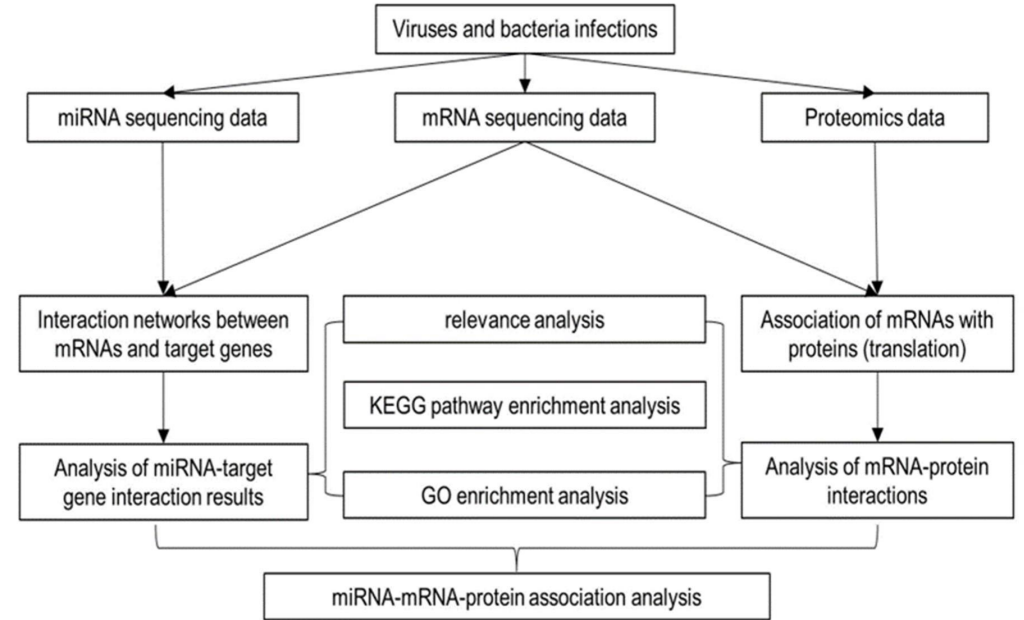 Viruses and bacteria infections
miRNA sequencing data
mRNA sequencing data
Proteomics data
Interaction networks between
mRNAs and target genes
relevance analysis
Association of mRNAs with
proteins (translation)
KEGG pathway enrichment analysis
Analysis of miRNA-target
gene interaction results
GO enrichment analysis
Analysis of mRNA-protein
interactions
miRNA-mRNA-protein association analysis